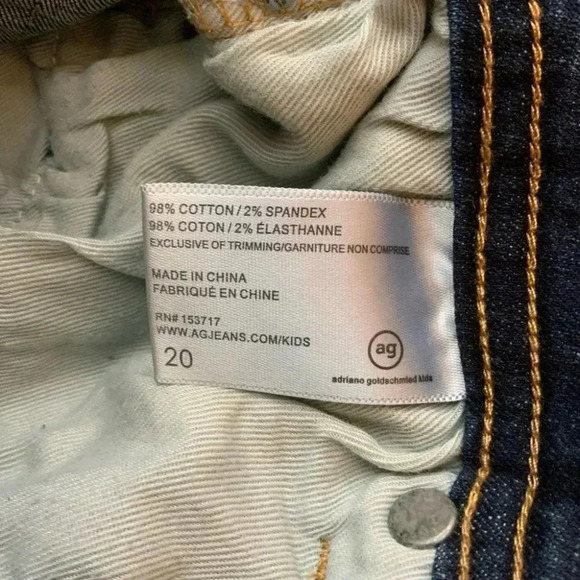 98% COTTON / 2% SPANDEX
98% COTON / 2% ÉLASTHANNE
EXCLUSIVE OF TRIMMING/GARNITURE NON COMPRISE
MADE IN CHINA
FABRIQUÉ EN CHINE
RN# 153717
WWW.AGJEANS.COM/KIDS
20
ag
adriano goldschmied kids